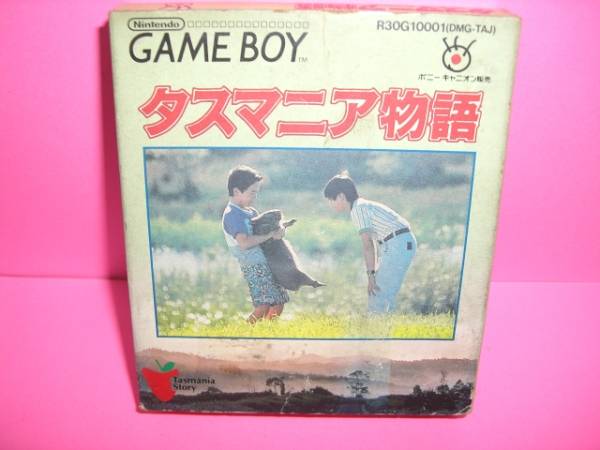 Nintendo
GAME BOY
TM
R30G10001(DMG-TAJ)
ポニーキャニオン販売
タスマニア物語
Tasmania
Story